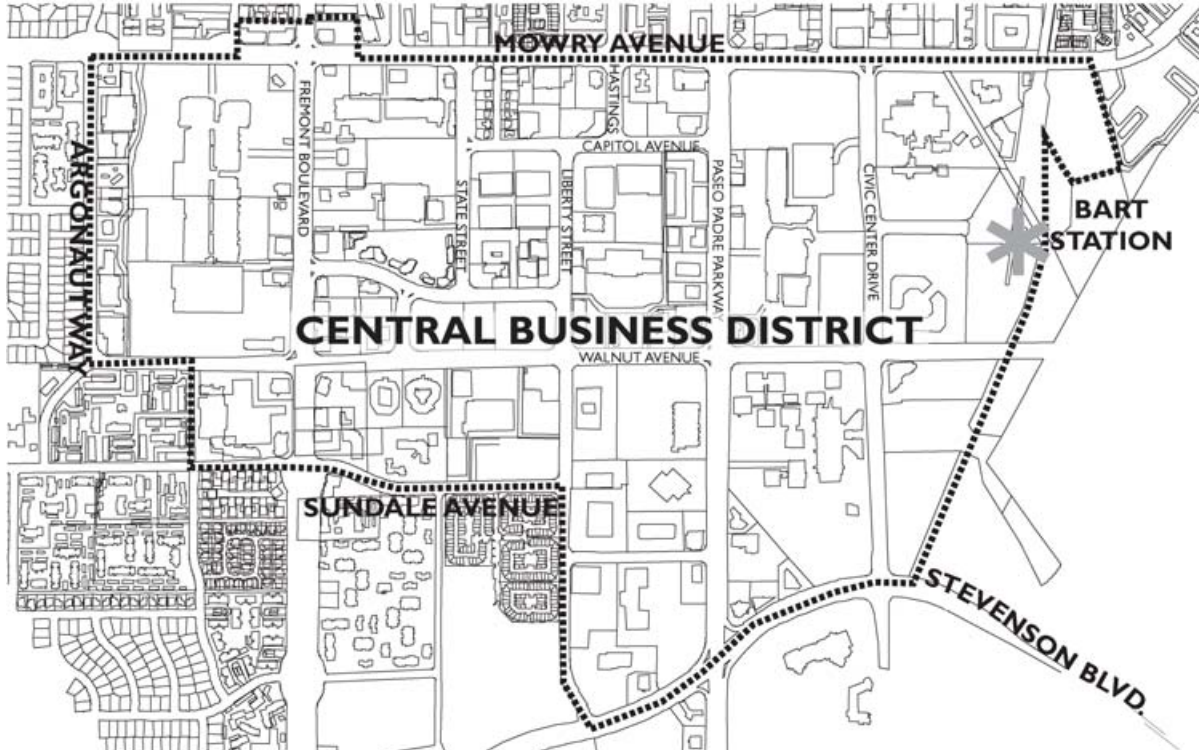 MOWRY AVENUE
HASTINGS
FREMONT BOULEVARD
CAPITOL AVENUE
ARGONAUT WAY
STATE STREET
LIBERTY STREET
PASEO PADRE PARKWAY
CIVIC CENTER DRIVE
BART
STATION
CENTRAL BUSINESS DISTRICT
WALNUT AVENUE
SUNDALE AVENUE
STEVENSON BLVD.